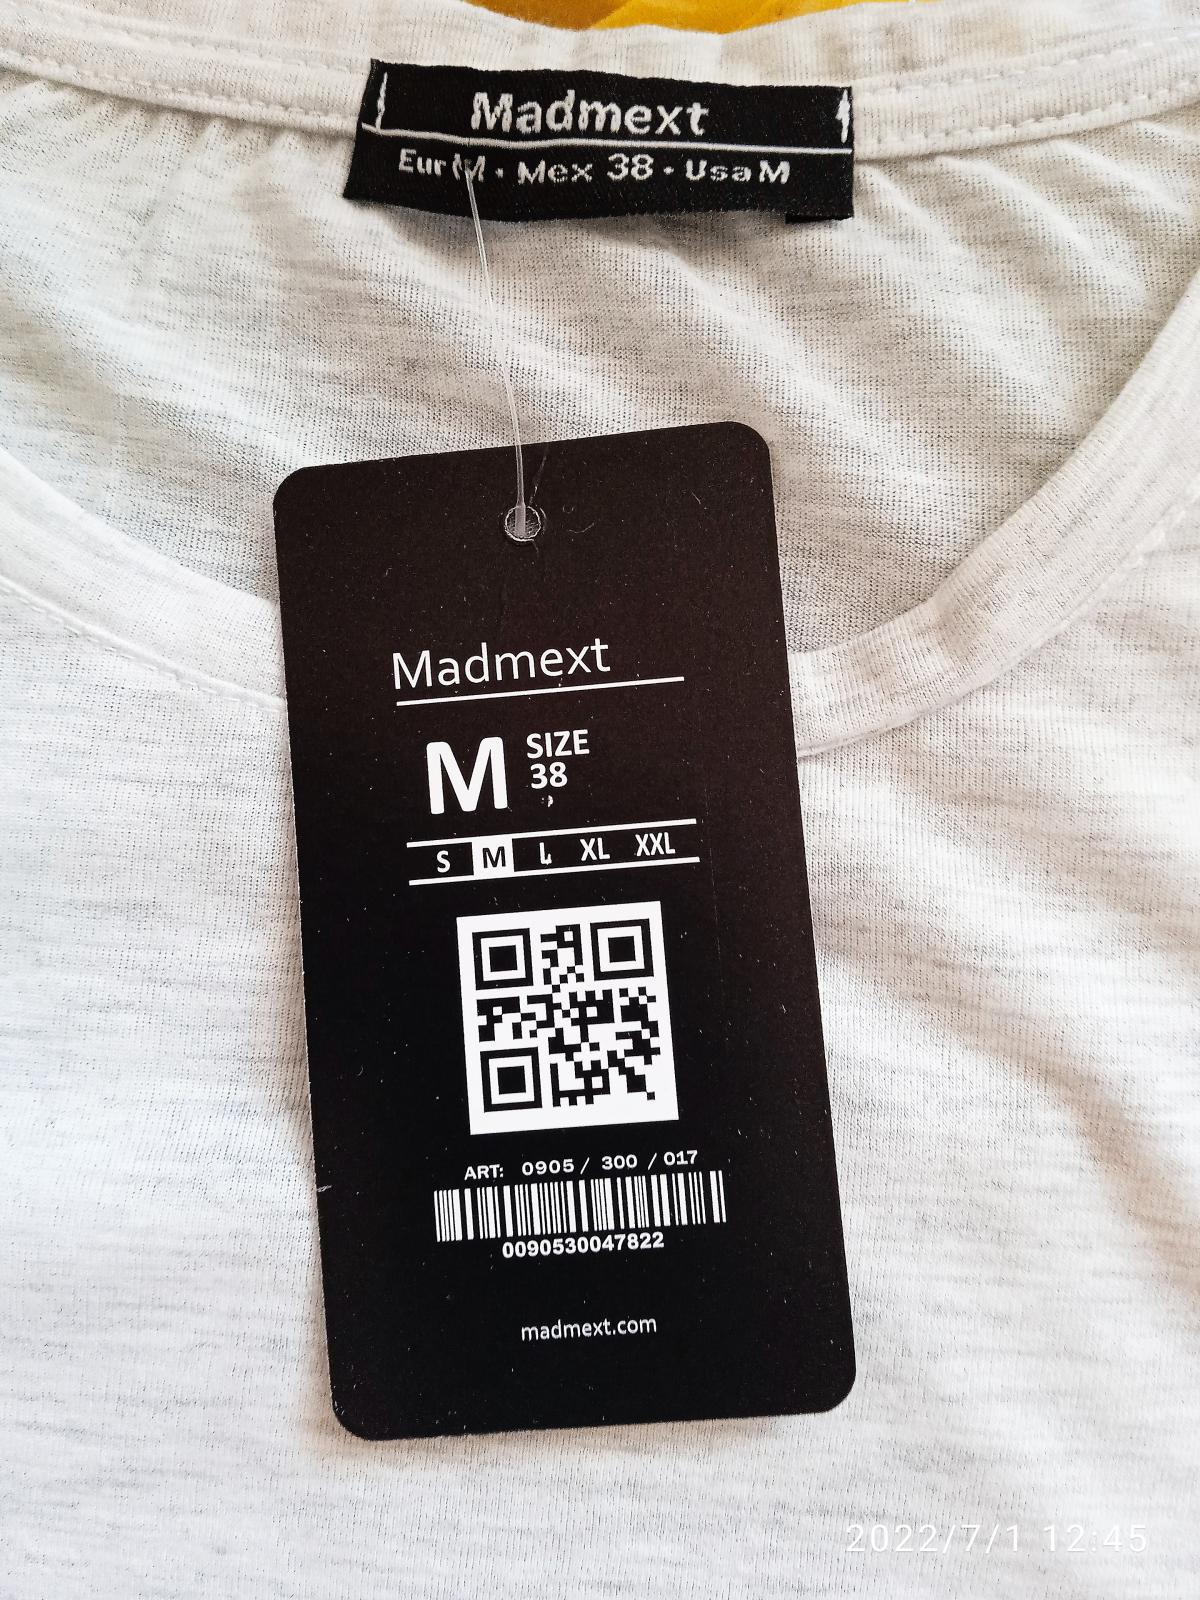 Madmext
Eur M · Mex 38 · Usa M
Madmext
M SIZE
38
S M L XL XXL
ART: 0905 / 300 / 017
0090530047822
madmext.com
2022/7/1 12:45